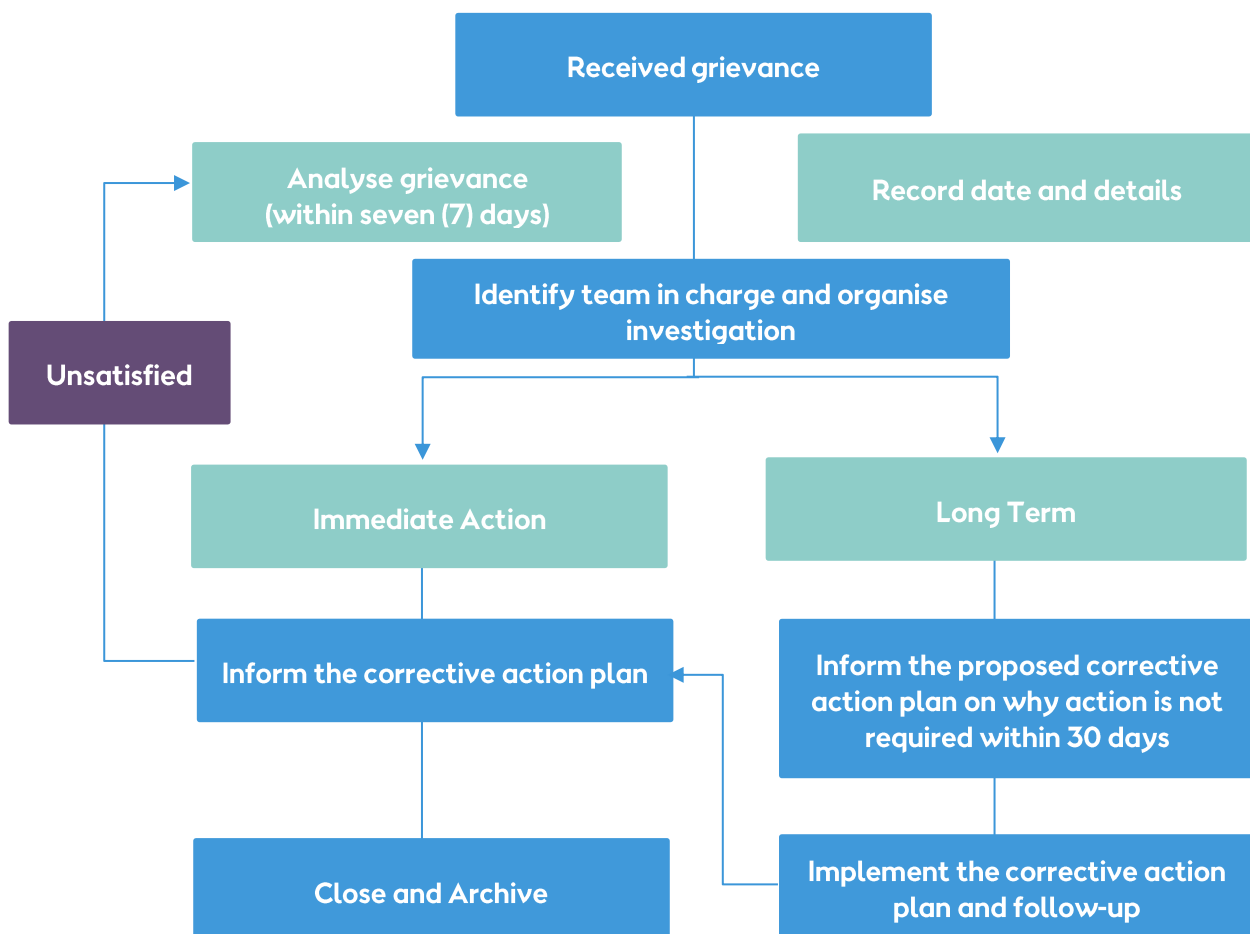 Received grievance
Analyse grievance
(within seven (7) days)
Record date and details
Identify team in charge and organise
investigation
Unsatisfied
Immediate Action
Long Term
Inform the corrective action plan
Inform the proposed corrective
action plan on why action is not
required within 30 days
Close and Archive
Implement the corrective action
plan and follow-up